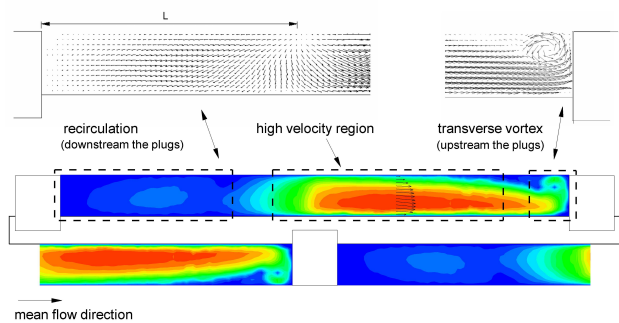 L
recirculation
(downstream the plugs)
high velocity region
transverse vortex
(upstream the plugs)
mean flow direction